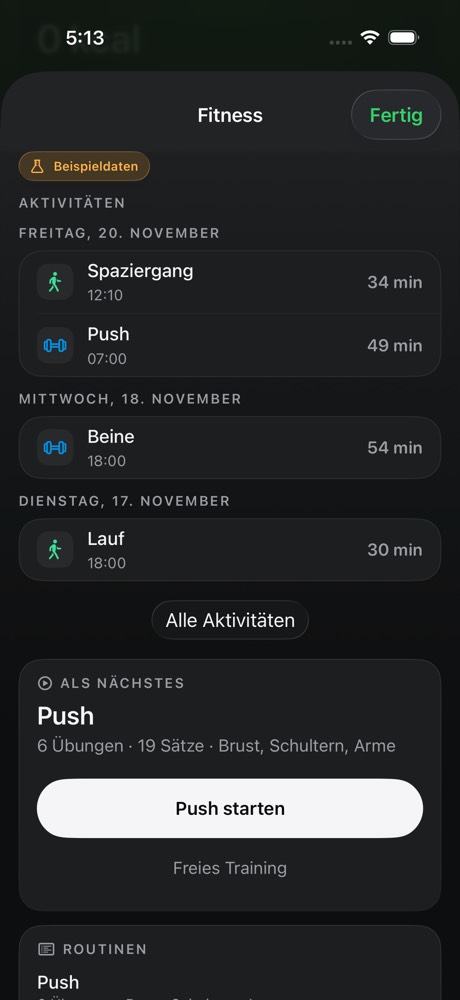 5:13
Fitness
Fertig
Beispieldaten
AKTIVITÄTEN
FREITAG, 20. NOVEMBER
Spaziergang
34 min
12:10
Push
49 min
07:00
MITTWOCH, 18. NOVEMBER
Beine
54 min
18:00
DIENSTAG, 17. NOVEMBER
Lauf
30 min
18:00
Alle Aktivitäten
ALS NÄCHSTES
Push
6 Übungen · 19 Sätze · Brust, Schultern, Arme
Push starten
Freies Training
ROUTINEN
Push